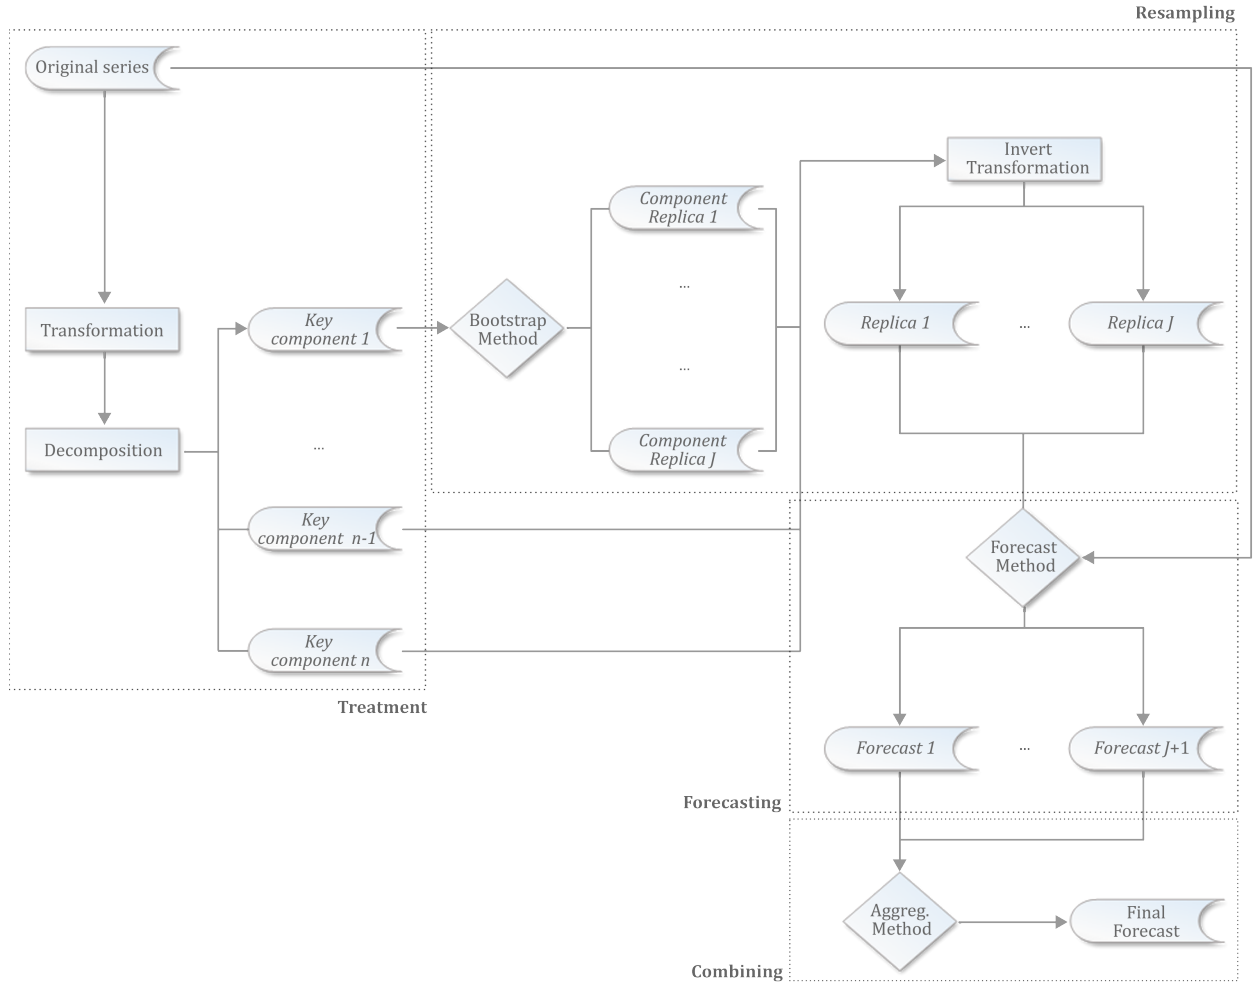 Resampling
Original series
Invert
Transformation
Component
Replica 1
...
Transformation
Key
component 1
Bootstrap
Method
Replica 1
...
Replica J
...
Decomposition
...
Component
Replica J
Key
component n-1
Forecast
Method
Key
component n
Treatment
Forecast 1
...
Forecast J+1
Forecasting
Aggreg.
Method
Final
Forecast
Combining